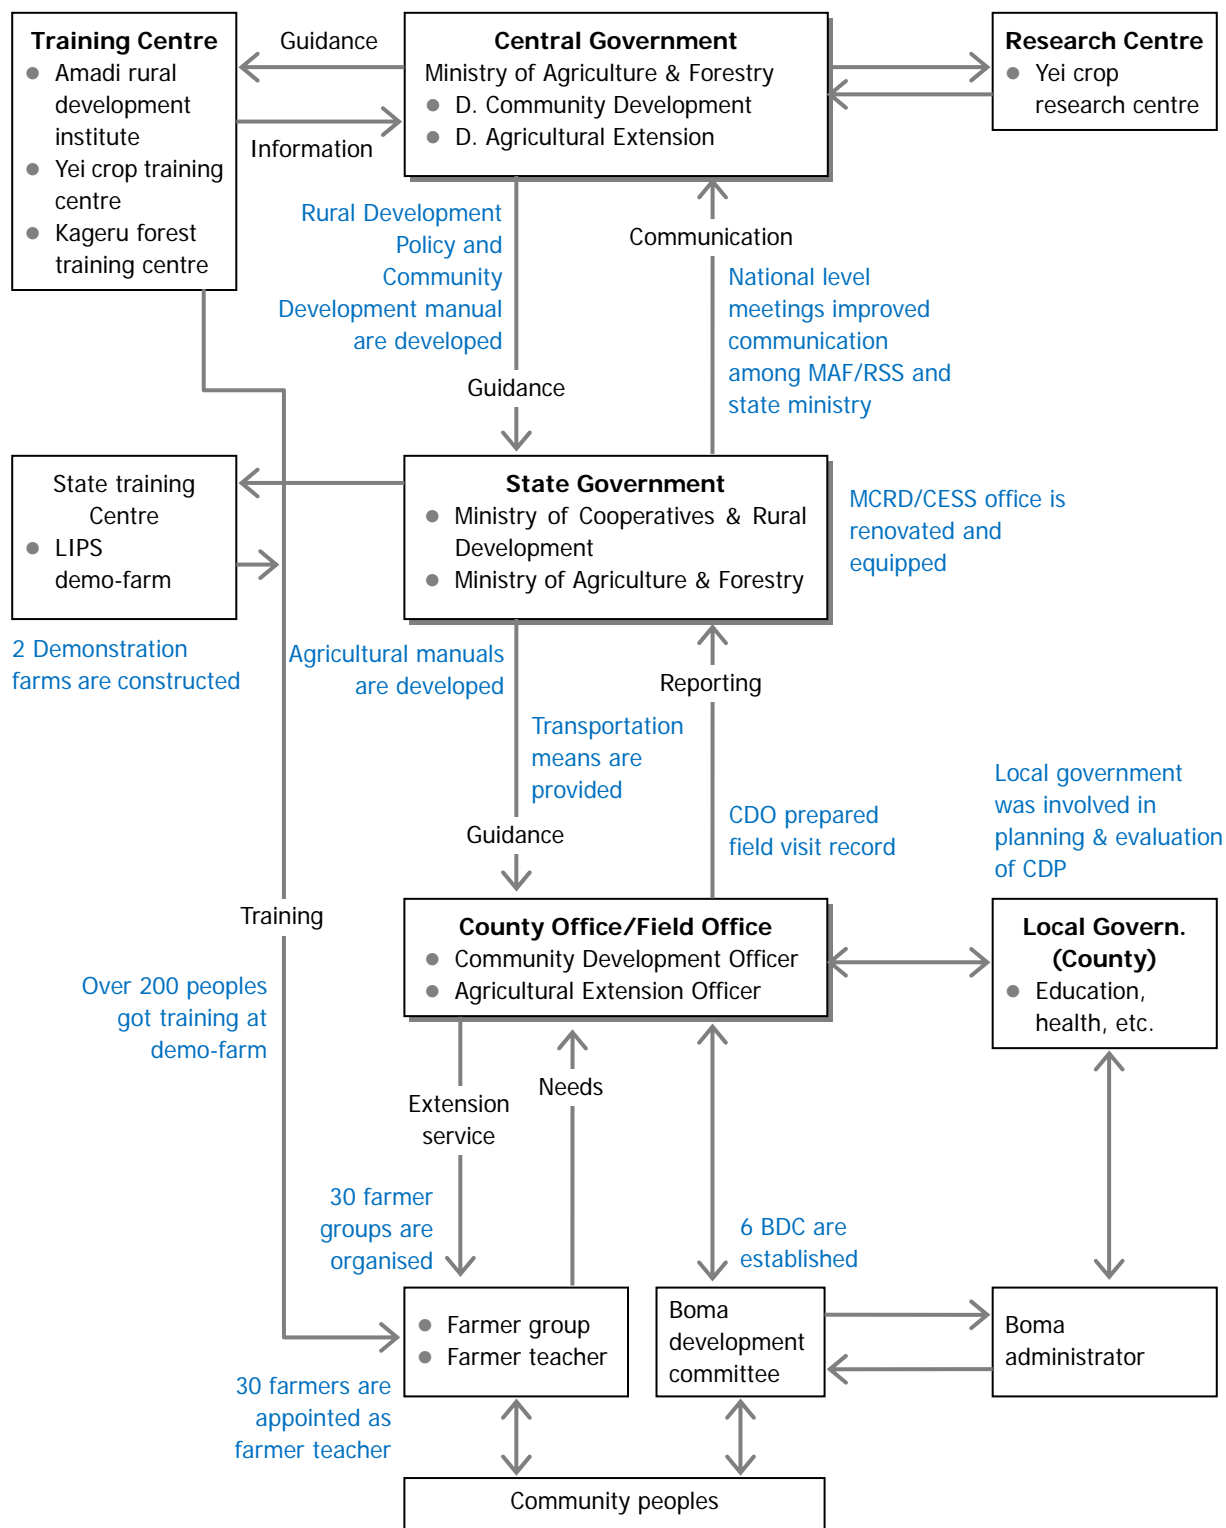 Training Centre
Amadi rural
development
institute
Yei crop training
centre
Kageru forest
training centre
Guidance
Information
Central Government
Ministry of Agriculture & Forestry
D. Community Development
D. Agricultural Extension
Research Centre
Yei crop
research centre
Rural Development
Policy and
Community
Development manual
are developed
Guidance
Communication
National level
meetings improved
communication
among MAF/RSS and
state ministry
State training
Centre
LIPS
demo-farm
2 Demonstration
farms are constructed
State Government
Ministry of Cooperatives & Rural
Development
Ministry of Agriculture & Forestry
MCRD/CESS office is
renovated and
equipped
Agricultural manuals
are developed
Transportation
means are
provided
Guidance
Reporting
CDO prepared
field visit record
Local government
was involved in
planning & evaluation
of CDP
Training
Over 200 peoples
got training at
demo-farm
County Office/Field Office
Community Development Officer
Agricultural Extension Officer
Local Govern.
(County)
Education,
health, etc.
Extension
service
Needs
30 farmer
groups are
organised
6 BDC are
established
Farmer group
Farmer teacher
Boma
development
committee
Boma
administrator
30 farmers are
appointed as
farmer teacher
Community peoples